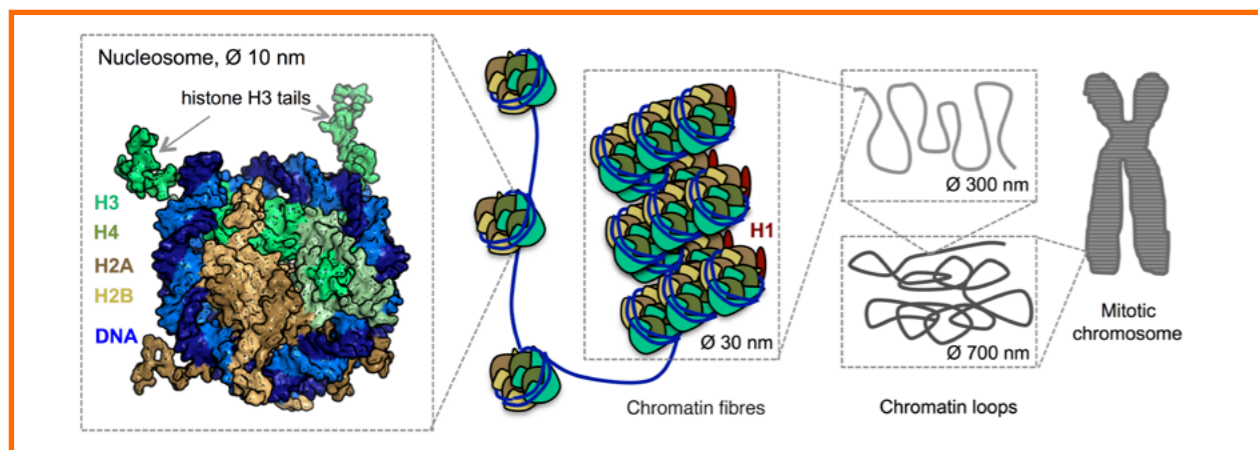 Nucleosome, Ø 10 nm
histone H3 tails
H3
H4
H2A
H2B
DNA
H1
Ø 30 nm
Chromatin fibres
Ø 300 nm
Ø 700 nm
Chromatin loops
Mitotic
chromosome